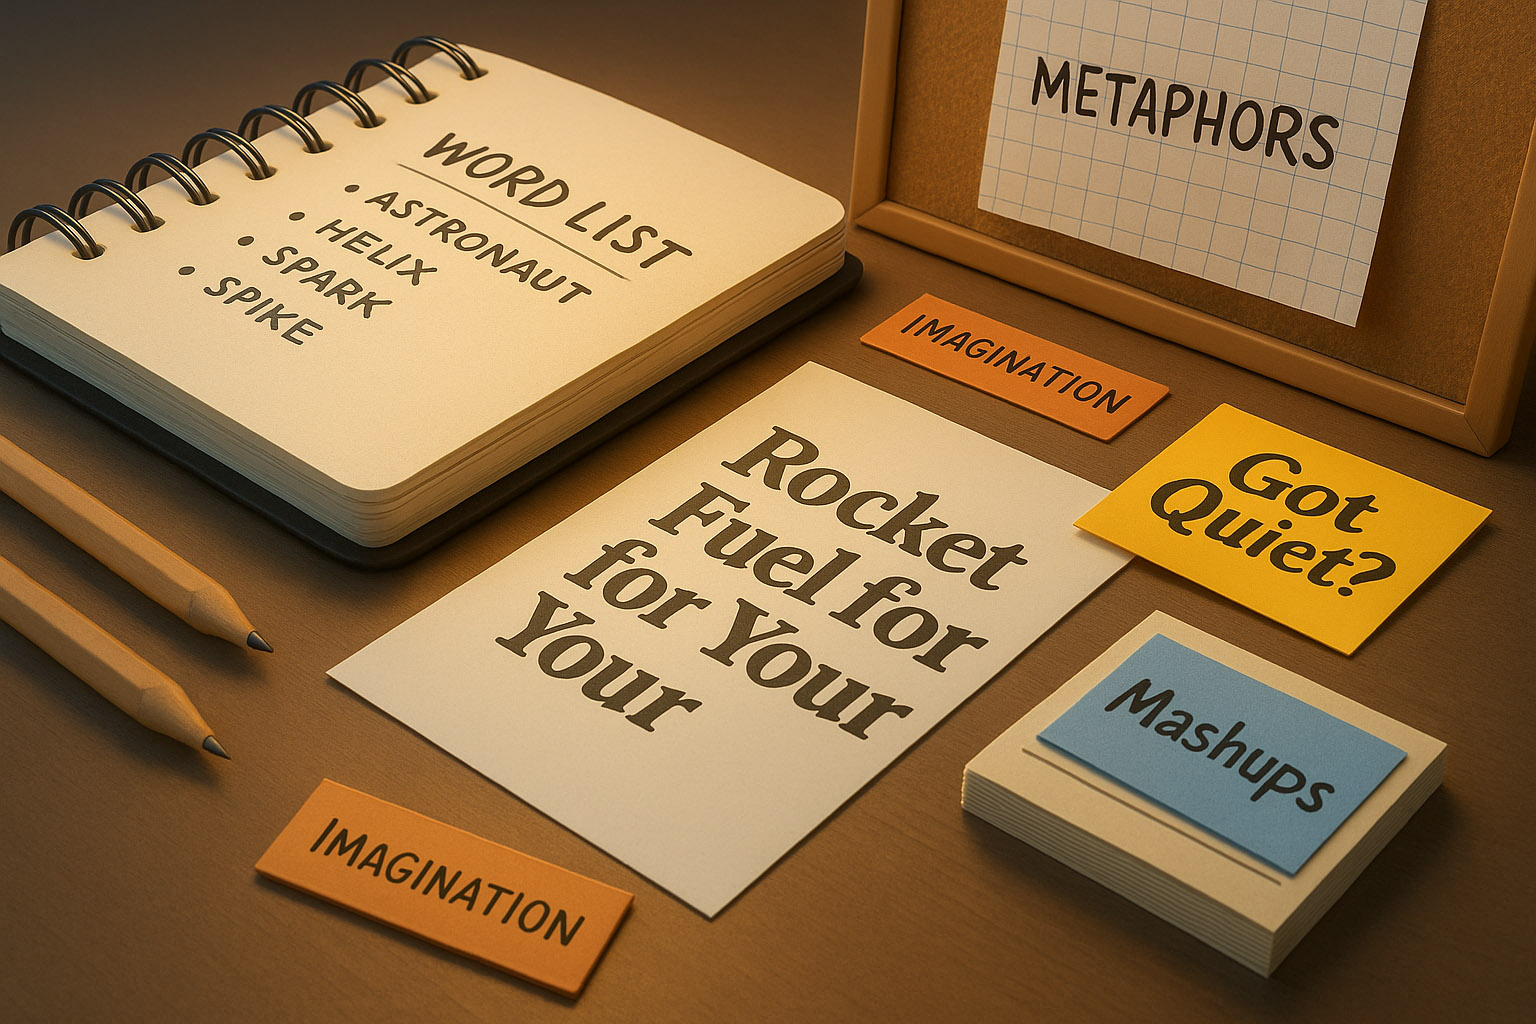 WORD LIST
• ASTRONAUT
• HELIX
• SPARK
• SPIKE
METAPHORS
IMAGINATION
Rocket
Fuel for
for Your
Your
Got
Quiet?
Mashups
IMAGINATION